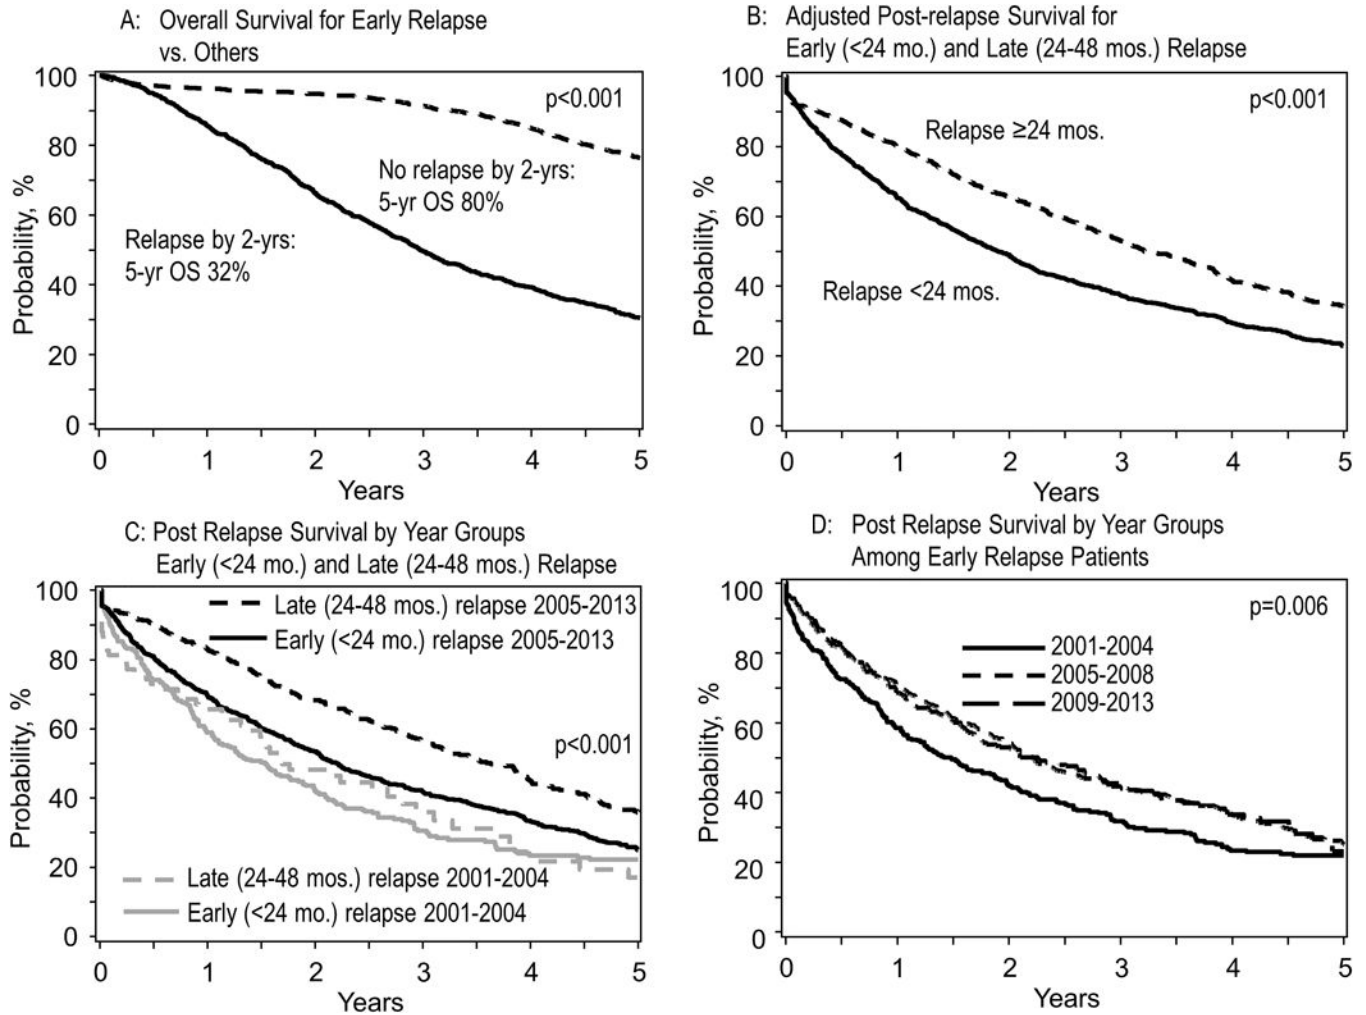 A: Overall Survival for Early Relapse
vs. Others
100
80
60
40
20
0
Probability, %
p<0.001
No relapse by 2-yrs:
5-yr OS 80%
Relapse by 2-yrs:
5-yr OS 32%
0 1 2 3 4 5
Years
B: Adjusted Post-relapse Survival for
Early (<24 mo.) and Late (24-48 mos.) Relapse
100
80
60
40
20
0
Probability, %
p<0.001
Relapse ≥24 mos.
Relapse <24 mos.
0 1 2 3 4 5
Years
C: Post Relapse Survival by Year Groups
Early (<24 mo.) and Late (24-48 mos.) Relapse
100
80
60
40
20
0
Probability, %
Late (24-48 mos.) relapse 2005-2013
Early (<24 mo.) relapse 2005-2013
p<0.001
Late (24-48 mos.) relapse 2001-2004
Early (<24 mo.) relapse 2001-2004
0 1 2 3 4 5
Years
D: Post Relapse Survival by Year Groups
Among Early Relapse Patients
100
80
60
40
20
0
Probability, %
p=0.006
2001-2004
2005-2008
2009-2013
0 1 2 3 4 5
Years